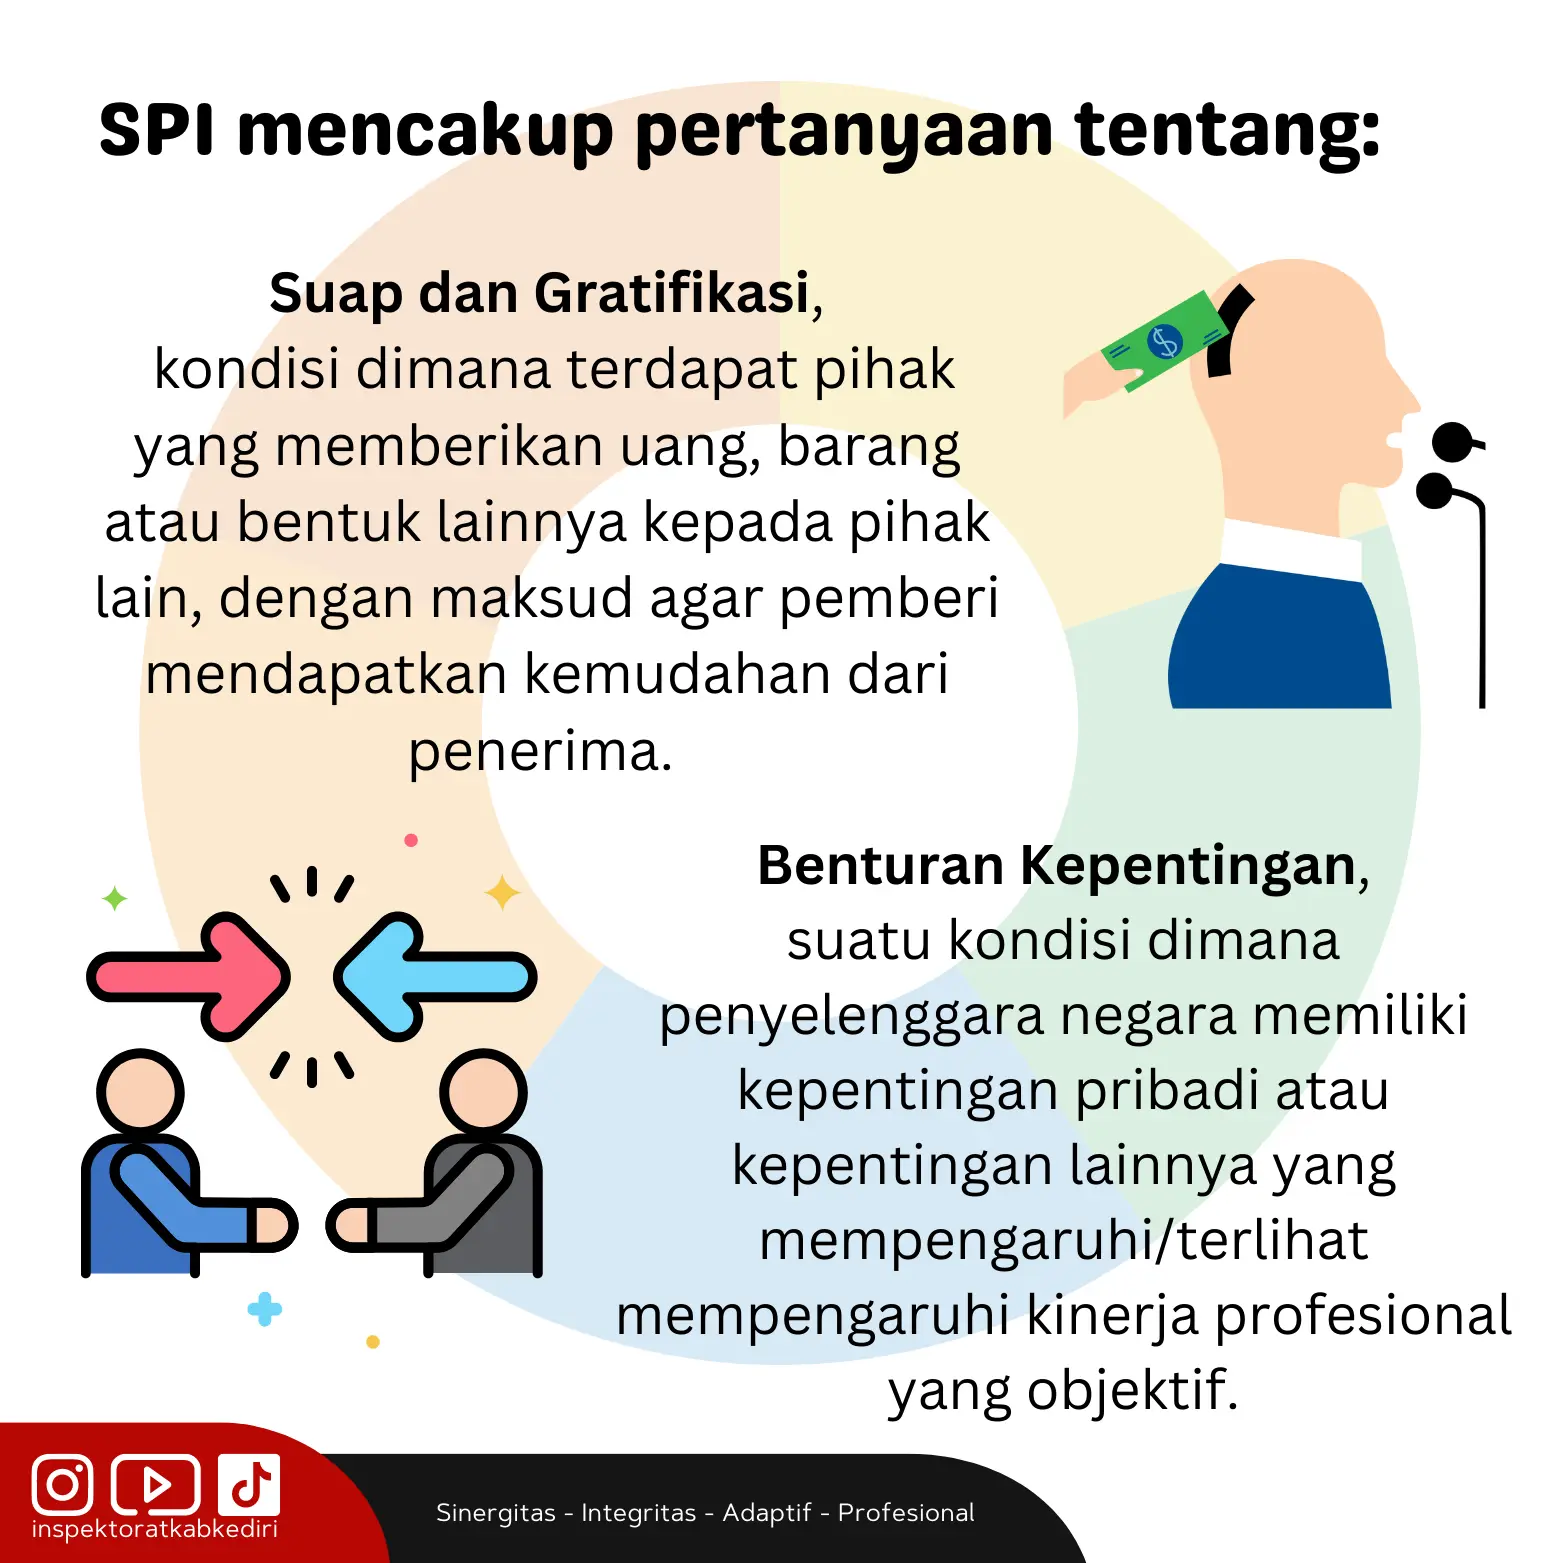 SPI mencakup pertanyaan tentang:
Suap dan Gratifikasi,
kondisi dimana terdapat pihak
yang memberikan uang, barang
atau bentuk lainnya kepada pihak
lain, dengan maksud agar pemberi
mendapatkan kemudahan dari
penerima.
$
Benturan Kepentingan,
suatu kondisi dimana
penyelenggara negara memiliki
kepentingan pribadi atau
kepentingan lainnya yang
mempengaruhi/terlihat
mempengaruhi kinerja profesional
yang objektif.
inspektoratkabkediri
Sinergitas - Integritas - Adaptif - Profesional